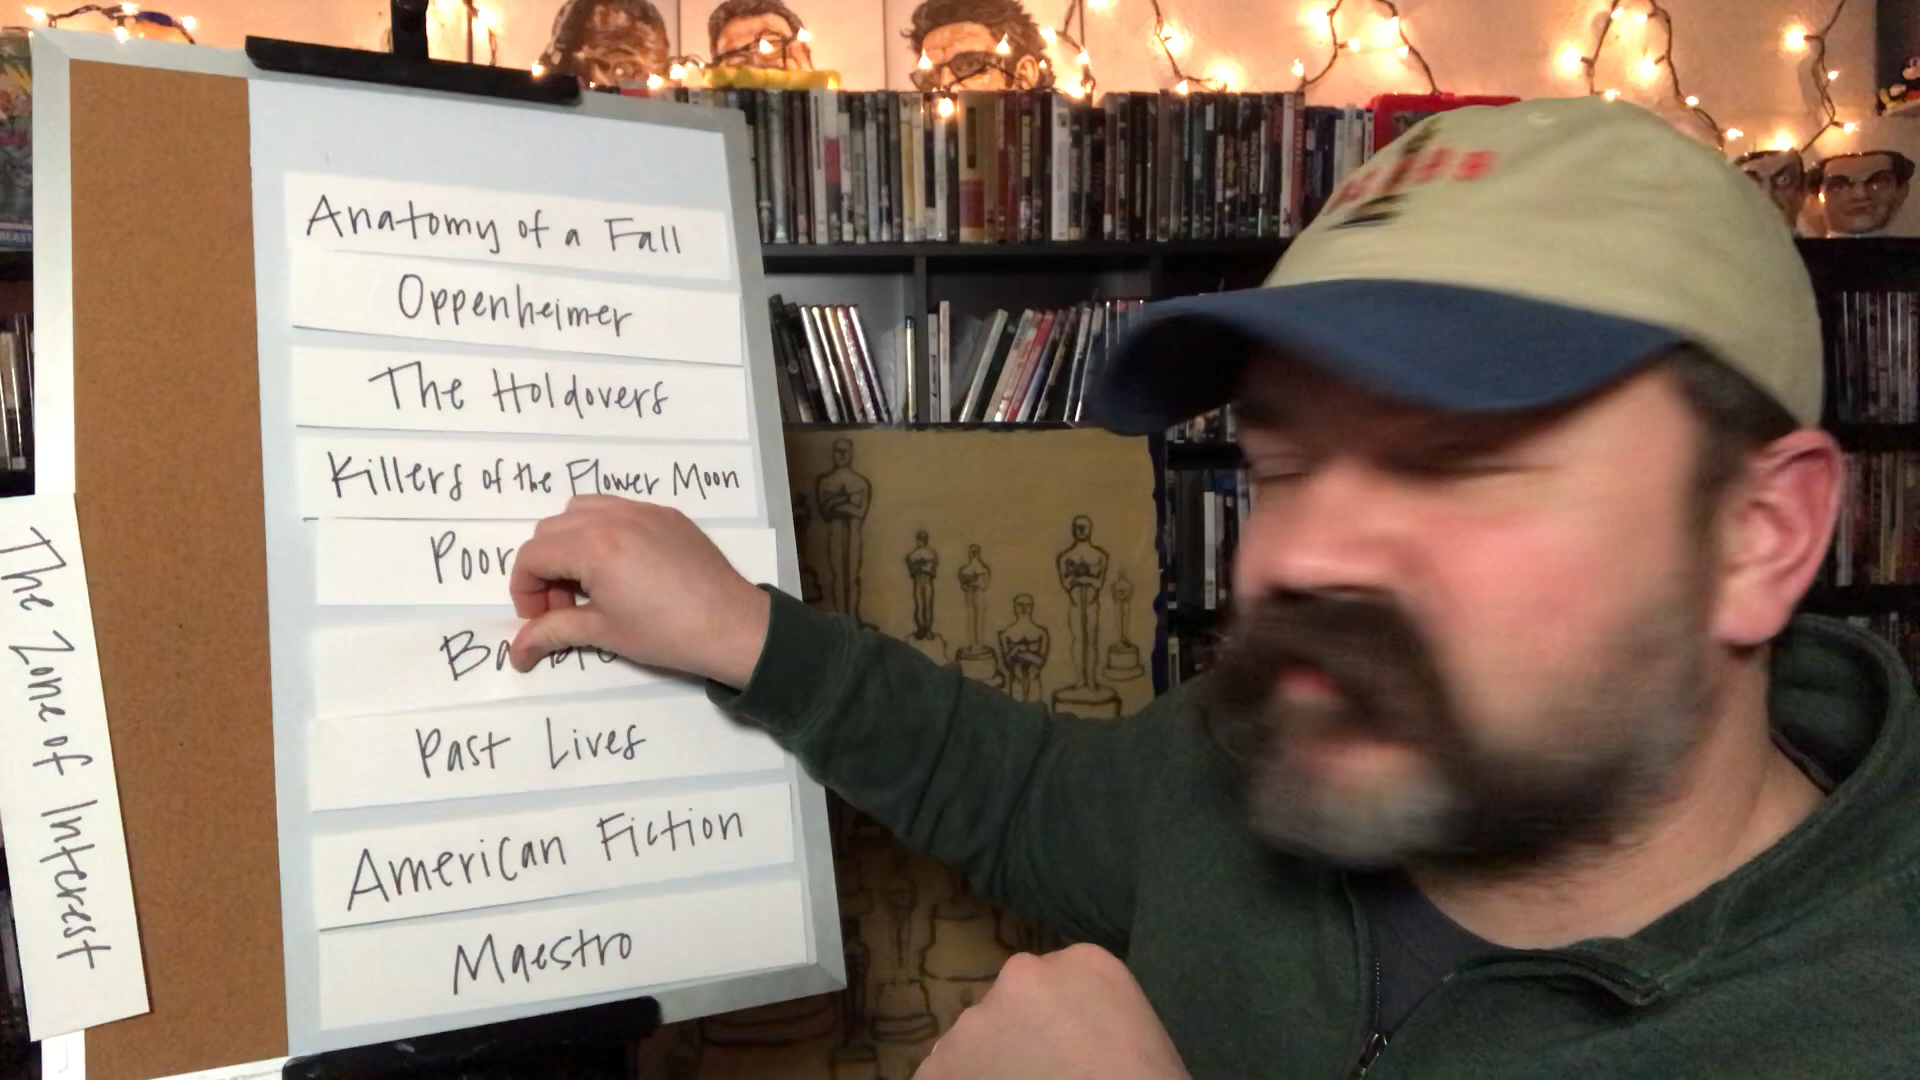 Anatomy of a Fall
Oppenheimer
The Holdovers
Killers of the Flower Moon
Poor
Past Lives
American Fiction
Maestro
The Zone of Interest